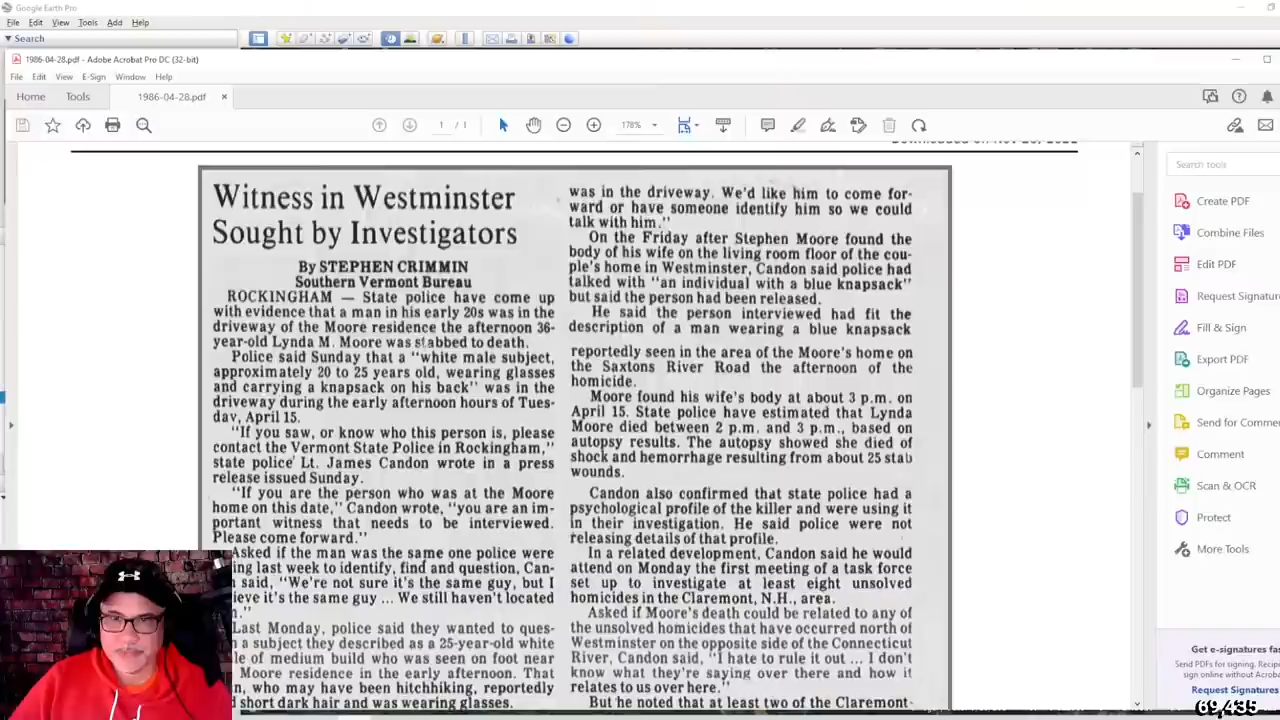 Google Earth Pro
File Edit View Tools Add Help
Search
1986-04-28.pdf - Adobe Acrobat Pro DC (32-bit)
File Edit View E-Sign Window Help
Home Tools 1986-04-28.pdf
1 / 1 178%
Witness in Westminster
Sought by Investigators
By STEPHEN CRIMMIN
Southern Vermont Bureau
ROCKINGHAM — State police have come up
with evidence that a man in his early 20s was in the
driveway of the Moore residence the afternoon 36-
year-old Lynda M. Moore was stabbed to death.
Police said Sunday that a "white male subject,
approximately 20 to 25 years old, wearing glasses
and carrying a knapsack on his back" was in the
driveway during the early afternoon hours of Tues-
day, April 15.
"If you saw, or know who this person is, please
contact the Vermont State Police in Rockingham,"
state police Lt. James Candon wrote in a press
release issued Sunday.
"If you are the person who was at the Moore
home on this date," Candon wrote, "you are an im-
portant witness that needs to be interviewed.
Please come forward."
Asked if the man was the same one police were
ing last week to identify, find and question, Can-
n said, "We're not sure it's the same guy, but I
ieve it's the same guy ... We still haven't located
."
Last Monday, police said they wanted to ques-
n a subject they described as a 25-year-old white
le of medium build who was seen on foot near
Moore residence in the early afternoon. That
n, who may have been hitchhiking, reportedly
d short dark hair and was wearing glasses.
was in the driveway. We'd like him to come for-
ward or have someone identify him so we could
talk with him."
On the Friday after Stephen Moore found the
body of his wife on the living room floor of the cou-
ple's home in Westminster, Candon said police had
talked with "an individual with a blue knapsack"
but said the person had been released.
He said the person interviewed had fit the
description of a man wearing a blue knapsack
reportedly seen in the area of the Moore's home on
the Saxtons River Road the afternoon of the
homicide.
Moore found his wife's body at about 3 p.m. on
April 15. State police have estimated that Lynda
Moore died between 2 p.m. and 3 p.m., based on
autopsy results. The autopsy showed she died of
shock and hemorrhage resulting from about 25 stab
wounds.
Candon also confirmed that state police had a
psychological profile of the killer and were using it
in their investigation. He said police were not
releasing details of that profile.
In a related development, Candon said he would
attend on Monday the first meeting of a task force
set up to investigate at least eight unsolved
homicides in the Claremont, N.H., area.
Asked if Moore's death could be related to any of
the unsolved homicides that have occurred north of
Westminster on the opposite side of the Connecticut
River, Candon said, "I hate to rule it out ... I don't
know what they're saying over there and how it
relates to us over here."
But he noted that at least two of the Claremont-
Search tools
Create PDF
Combine Files
Edit PDF
Request Signatur
Fill & Sign
Export PDF
Organize Pages
Send for Comme
Comment
Scan & OCR
Protect
More Tools
Get e-signatures fas
Send PDFs for signing. Recip
sign online without Acroba
Request Signatures
69,435